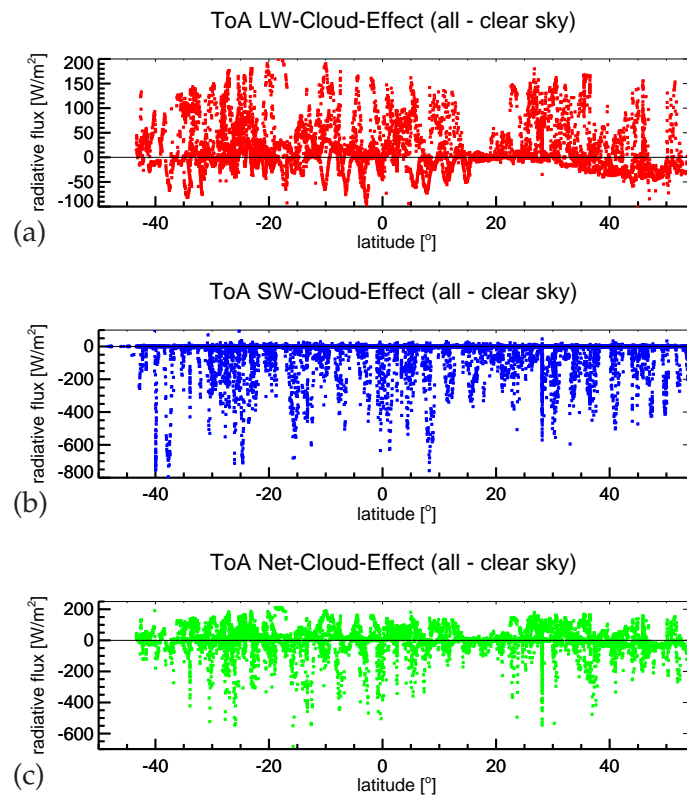 ToA LW-Cloud-Effect (all - clear sky)
radiative flux [W/m²]
200
150
100
50
0
-50
-100
-40 -20 0 20 40
latitude [°]
(a)
ToA SW-Cloud-Effect (all - clear sky)
radiative flux [W/m²]
0
-200
-400
-600
-800
-40 -20 0 20 40
latitude [°]
(b)
ToA Net-Cloud-Effect (all - clear sky)
radiative flux [W/m²]
200
0
-200
-400
-600
-40 -20 0 20 40
latitude [°]
(c)